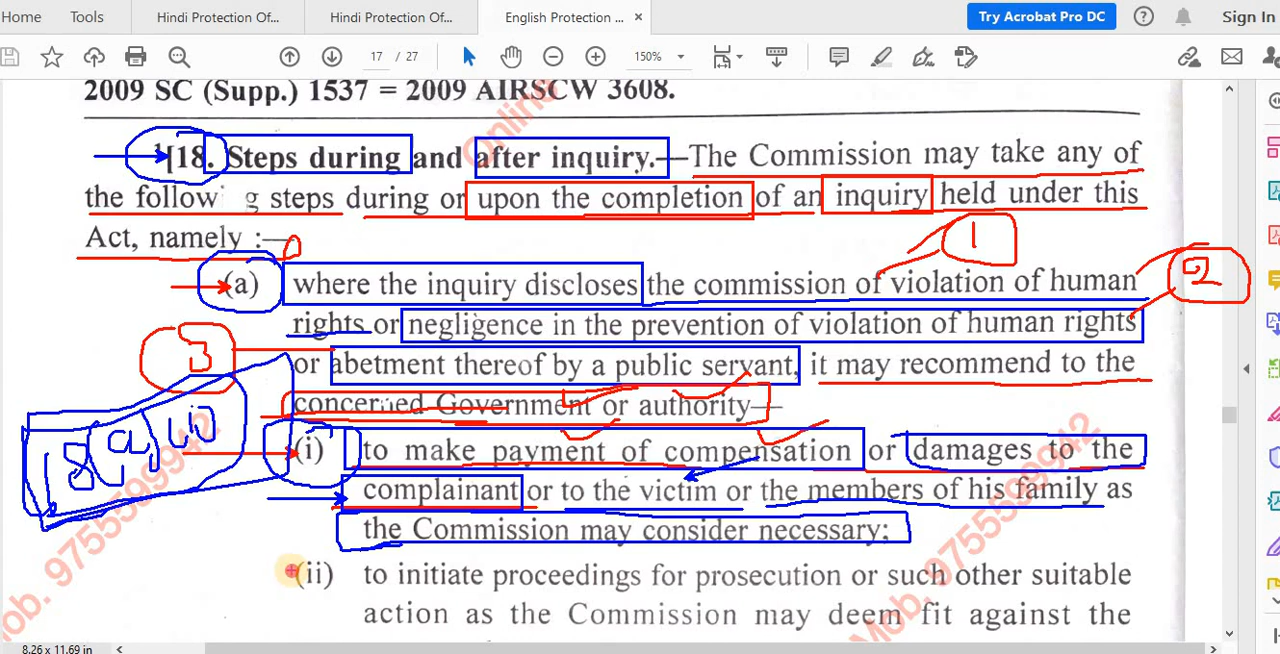 Home Tools Hindi Protection Of... Hindi Protection Of... English Protection ... × Try Acrobat Pro DC Sign In
17 / 27 150%
2009 SC (Supp.) 1537 = 2009 AIRSCW 3608.
Online
1[18. Steps during and after inquiry.—The Commission may take any of
the follow g steps during or upon the completion of an inquiry held under this
Act, namely :—
1
(a) where the inquiry discloses the commission of violation of human
2
rights or negligence in the prevention of violation of human rights
3
or abetment thereof by a public servant, it may recommend to the
concerned Government or authority—
18(a)(i)
(i) to make payment of compensation or damages to the
complainant or to the victim or the members of his family as
the Commission may consider necessary;
(ii) to initiate proceedings for prosecution or such other suitable
action as the Commission may deem fit against the
Mob. 9755599942
Mob. 9755599942
8.26 x 11.69 in